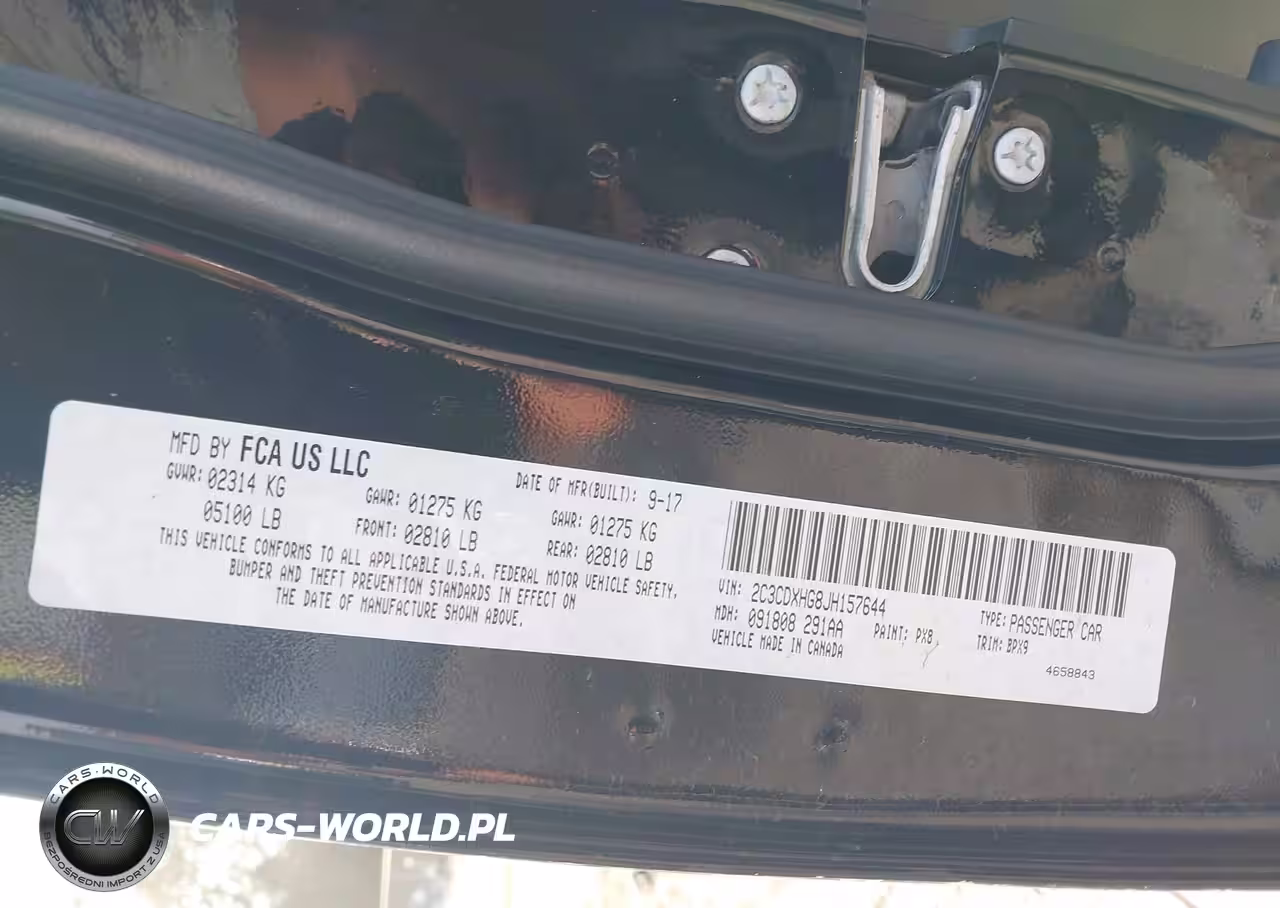 MFD BY FCA US LLC
DATE OF MFR(BUILT): 9-17
GVWR: 02314 KG
05100 LB
GAWR: 01275 KG
FRONT: 02810 LB
GAWR: 01275 KG
REAR: 02810 LB
THIS VEHICLE CONFORMS TO ALL APPLICABLE U.S.A. FEDERAL MOTOR VEHICLE SAFETY,
BUMPER AND THEFT PREVENTION STANDARDS IN EFFECT ON
THE DATE OF MANUFACTURE SHOWN ABOVE.
VIN: 2C3CDXHG8JH157644
TYPE: PASSENGER CAR
MDH: 091808 291AA
PAINT: PX8
TRIM: BPX9
VEHICLE MADE IN CANADA
4658843
CARS-WORLD
CW
BEZPOŚREDNI IMPORT Z USA
CARS-WORLD.PL